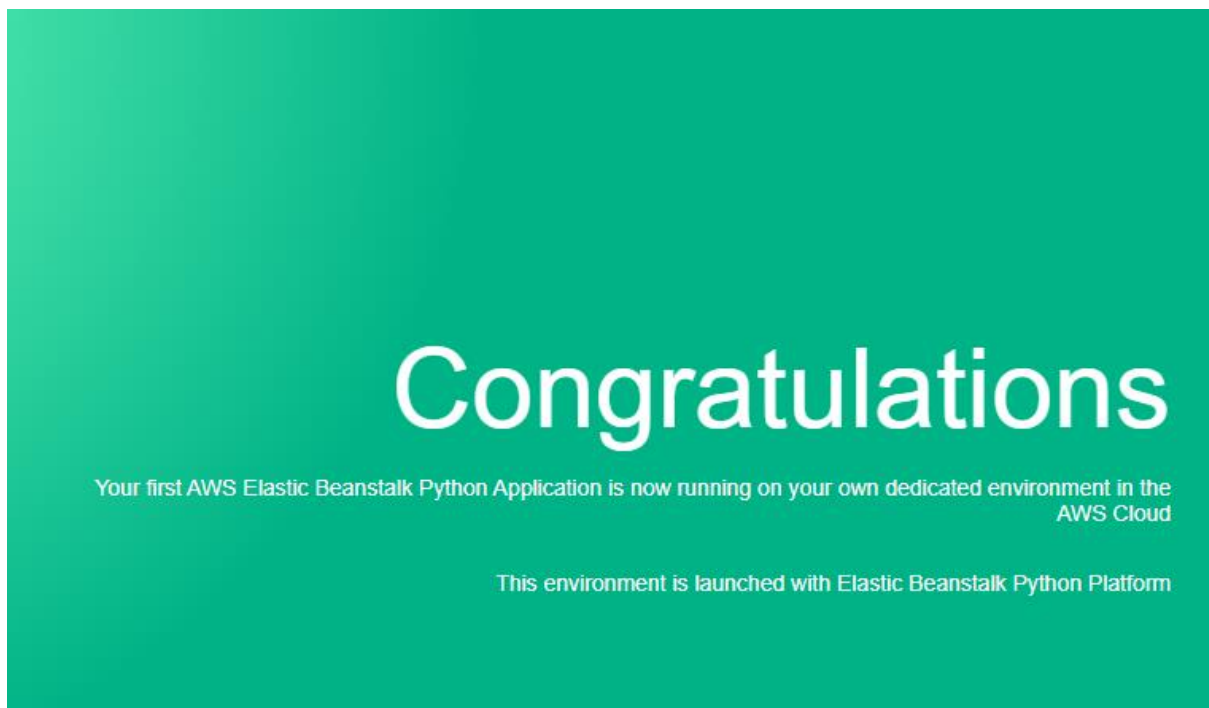 Congratulations
Your first AWS Elastic Beanstalk Python Application is now running on your own dedicated environment in the
AWS Cloud
This environment is launched with Elastic Beanstalk Python Platform